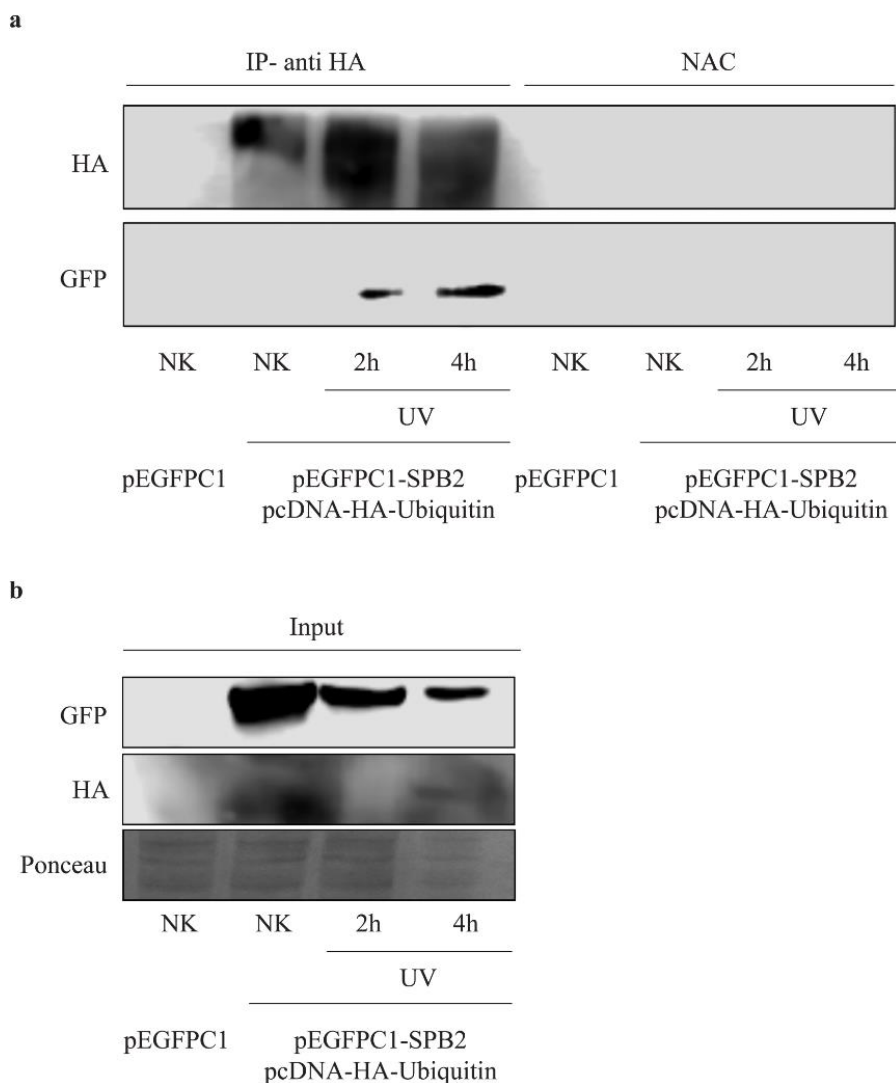 a
IP- anti HA NAC
HA
GFP
NK NK 2h 4h NK NK 2h 4h
UV UV
pEGFPC1 pEGFPC1-SPB2 pEGFPC1 pEGFPC1-SPB2
pcDNA-HA-Ubiquitin pcDNA-HA-Ubiquitin
b
Input
GFP
HA
Ponceau
NK NK 2h 4h
UV
pEGFPC1 pEGFPC1-SPB2
pcDNA-HA-Ubiquitin